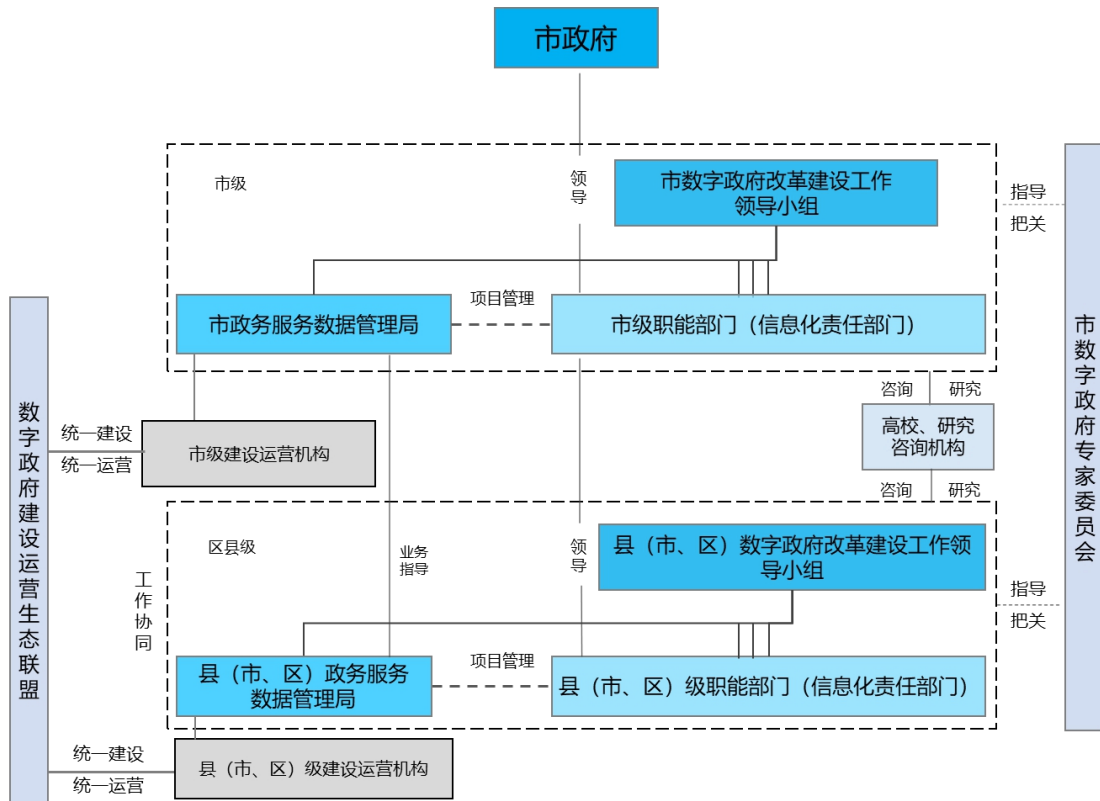 市政府
市级
领导
市数字政府改革建设工作
领导小组
指导
把关
市政务服务数据管理局
项目管理
市级职能部门（信息化责任部门）
数字政府建设运营生态联盟
市数字政府专家委员会
统一建设
统一运营
市级建设运营机构
咨询
研究
高校、研究
咨询机构
咨询
研究
区县级
工作协同
业务
指导
领导
县（市、区）数字政府改革建设工作领
导小组
指导
把关
县（市、区）政务服务
数据管理局
项目管理
县（市、区）级职能部门（信息化责任部门）
统一建设
统一运营
县（市、区）级建设运营机构